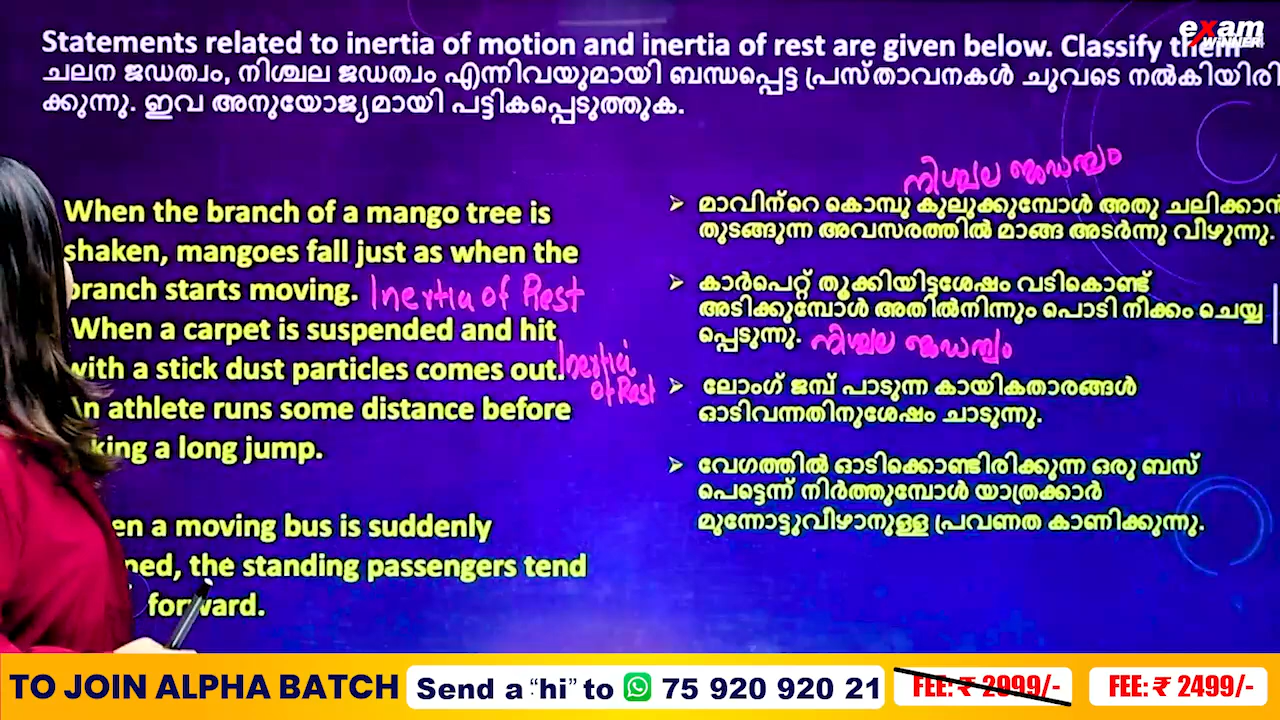 exam
WINNER
Statements related to inertia of motion and inertia of rest are given below. Classify them
ചലന ജഡത്വം, നിശ്ചല ജഡത്വം എന്നിവയുമായി ബന്ധപ്പെട്ട പ്രസ്താവനകൾ ചുവടെ നൽകിയിരി
ക്കുന്നു. ഇവ അനുയോജ്യമായി പട്ടികപ്പെടുത്തുക.
When the branch of a mango tree is
shaken, mangoes fall just as when the
branch starts moving. Inertia of Rest
When a carpet is suspended and hit
with a stick dust particles comes out. Inertia
of Rest
An athlete runs some distance before
king a long jump.
en a moving bus is suddenly
ned, the standing passengers tend
forward.
നിശ്ചല ജഡത്വം
➢ മാവിന്റെ കൊമ്പു കുലുക്കുമ്പോൾ അതു ചലിക്കാൻ
തുടങ്ങുന്ന അവസരത്തിൽ മാങ്ങ അടർന്നു വീഴുന്നു.
➢ കാർപെറ്റ് തൂക്കിയിട്ടശേഷം വടികൊണ്ട്
അടിക്കുമ്പോൾ അതിൽനിന്നും പൊടി നീക്കം ചെയ്യ
പ്പെടുന്നു. നിശ്ചല ജഡത്വം
➢ ലോംഗ് ജമ്പ് പാടുന്ന കായികതാരങ്ങൾ
ഓടിവന്നതിനുശേഷം ചാടുന്നു.
➢ വേഗത്തിൽ ഓടിക്കൊണ്ടിരിക്കുന്ന ഒരു ബസ്
പെട്ടെന്ന് നിർത്തുമ്പോൾ യാത്രക്കാർ
മുന്നോട്ടുവീഴാനുള്ള പ്രവണത കാണിക്കുന്നു.
TO JOIN ALPHA BATCH Send a “hi” to 75 920 920 21 FEE: ₹ 2999/- FEE: ₹ 2499/-